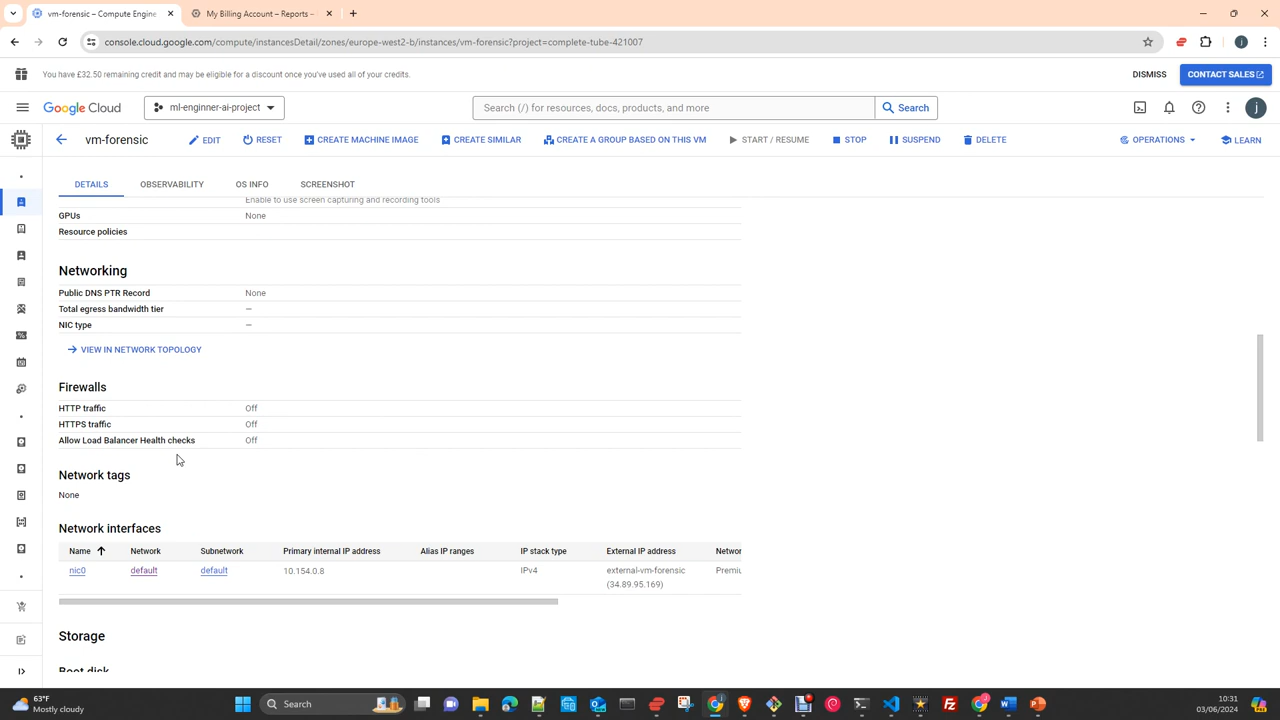 vm-forensic – Compute Engine
My Billing Account – Reports –
console.cloud.google.com/compute/instancesDetail/zones/europe-west2-b/instances/vm-forensic?project=complete-tube-421007
You have £32.50 remaining credit and may be eligible for a discount once you've used all of your credits.
DISMISS
CONTACT SALES
Google Cloud
ml-enginner-ai-project
Search (/) for resources, docs, products, and more
Search
j
vm-forensic
EDIT
RESET
CREATE MACHINE IMAGE
CREATE SIMILAR
CREATE A GROUP BASED ON THIS VM
START / RESUME
STOP
SUSPEND
DELETE
OPERATIONS
LEARN
DETAILS
OBSERVABILITY
OS INFO
SCREENSHOT
Enable to use screen capturing and recording tools
GPUs None
Resource policies
Networking
Public DNS PTR Record None
Total egress bandwidth tier —
NIC type —
VIEW IN NETWORK TOPOLOGY
Firewalls
HTTP traffic Off
HTTPS traffic Off
Allow Load Balancer Health checks Off
Network tags
None
Network interfaces
Name Network Subnetwork Primary internal IP address Alias IP ranges IP stack type External IP address
nic0 default default 10.154.0.8 IPv4 external-vm-forensic
(34.89.95.169)
Storage
Boot disk
63°F
Mostly cloudy
Search
10:31
03/06/2024